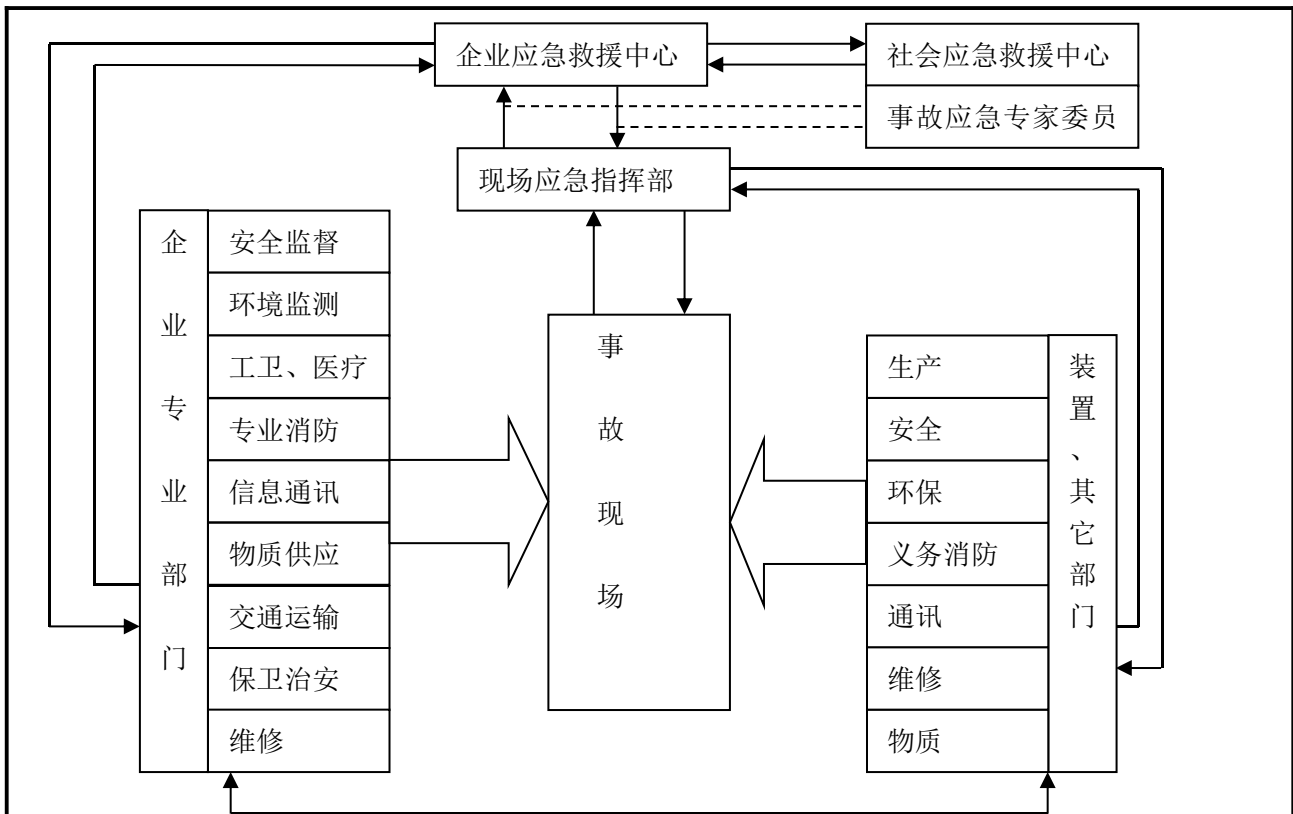 企业应急救援中心
社会应急救援中心
事故应急专家委员
现场应急指挥部
企业专业部门
安全监督
环境监测
工卫、医疗
专业消防
信息通讯
物质供应
交通运输
保卫治安
维修
事故现场
生产
安全
环保
义务消防
通讯
维修
物质
装置、其它部门